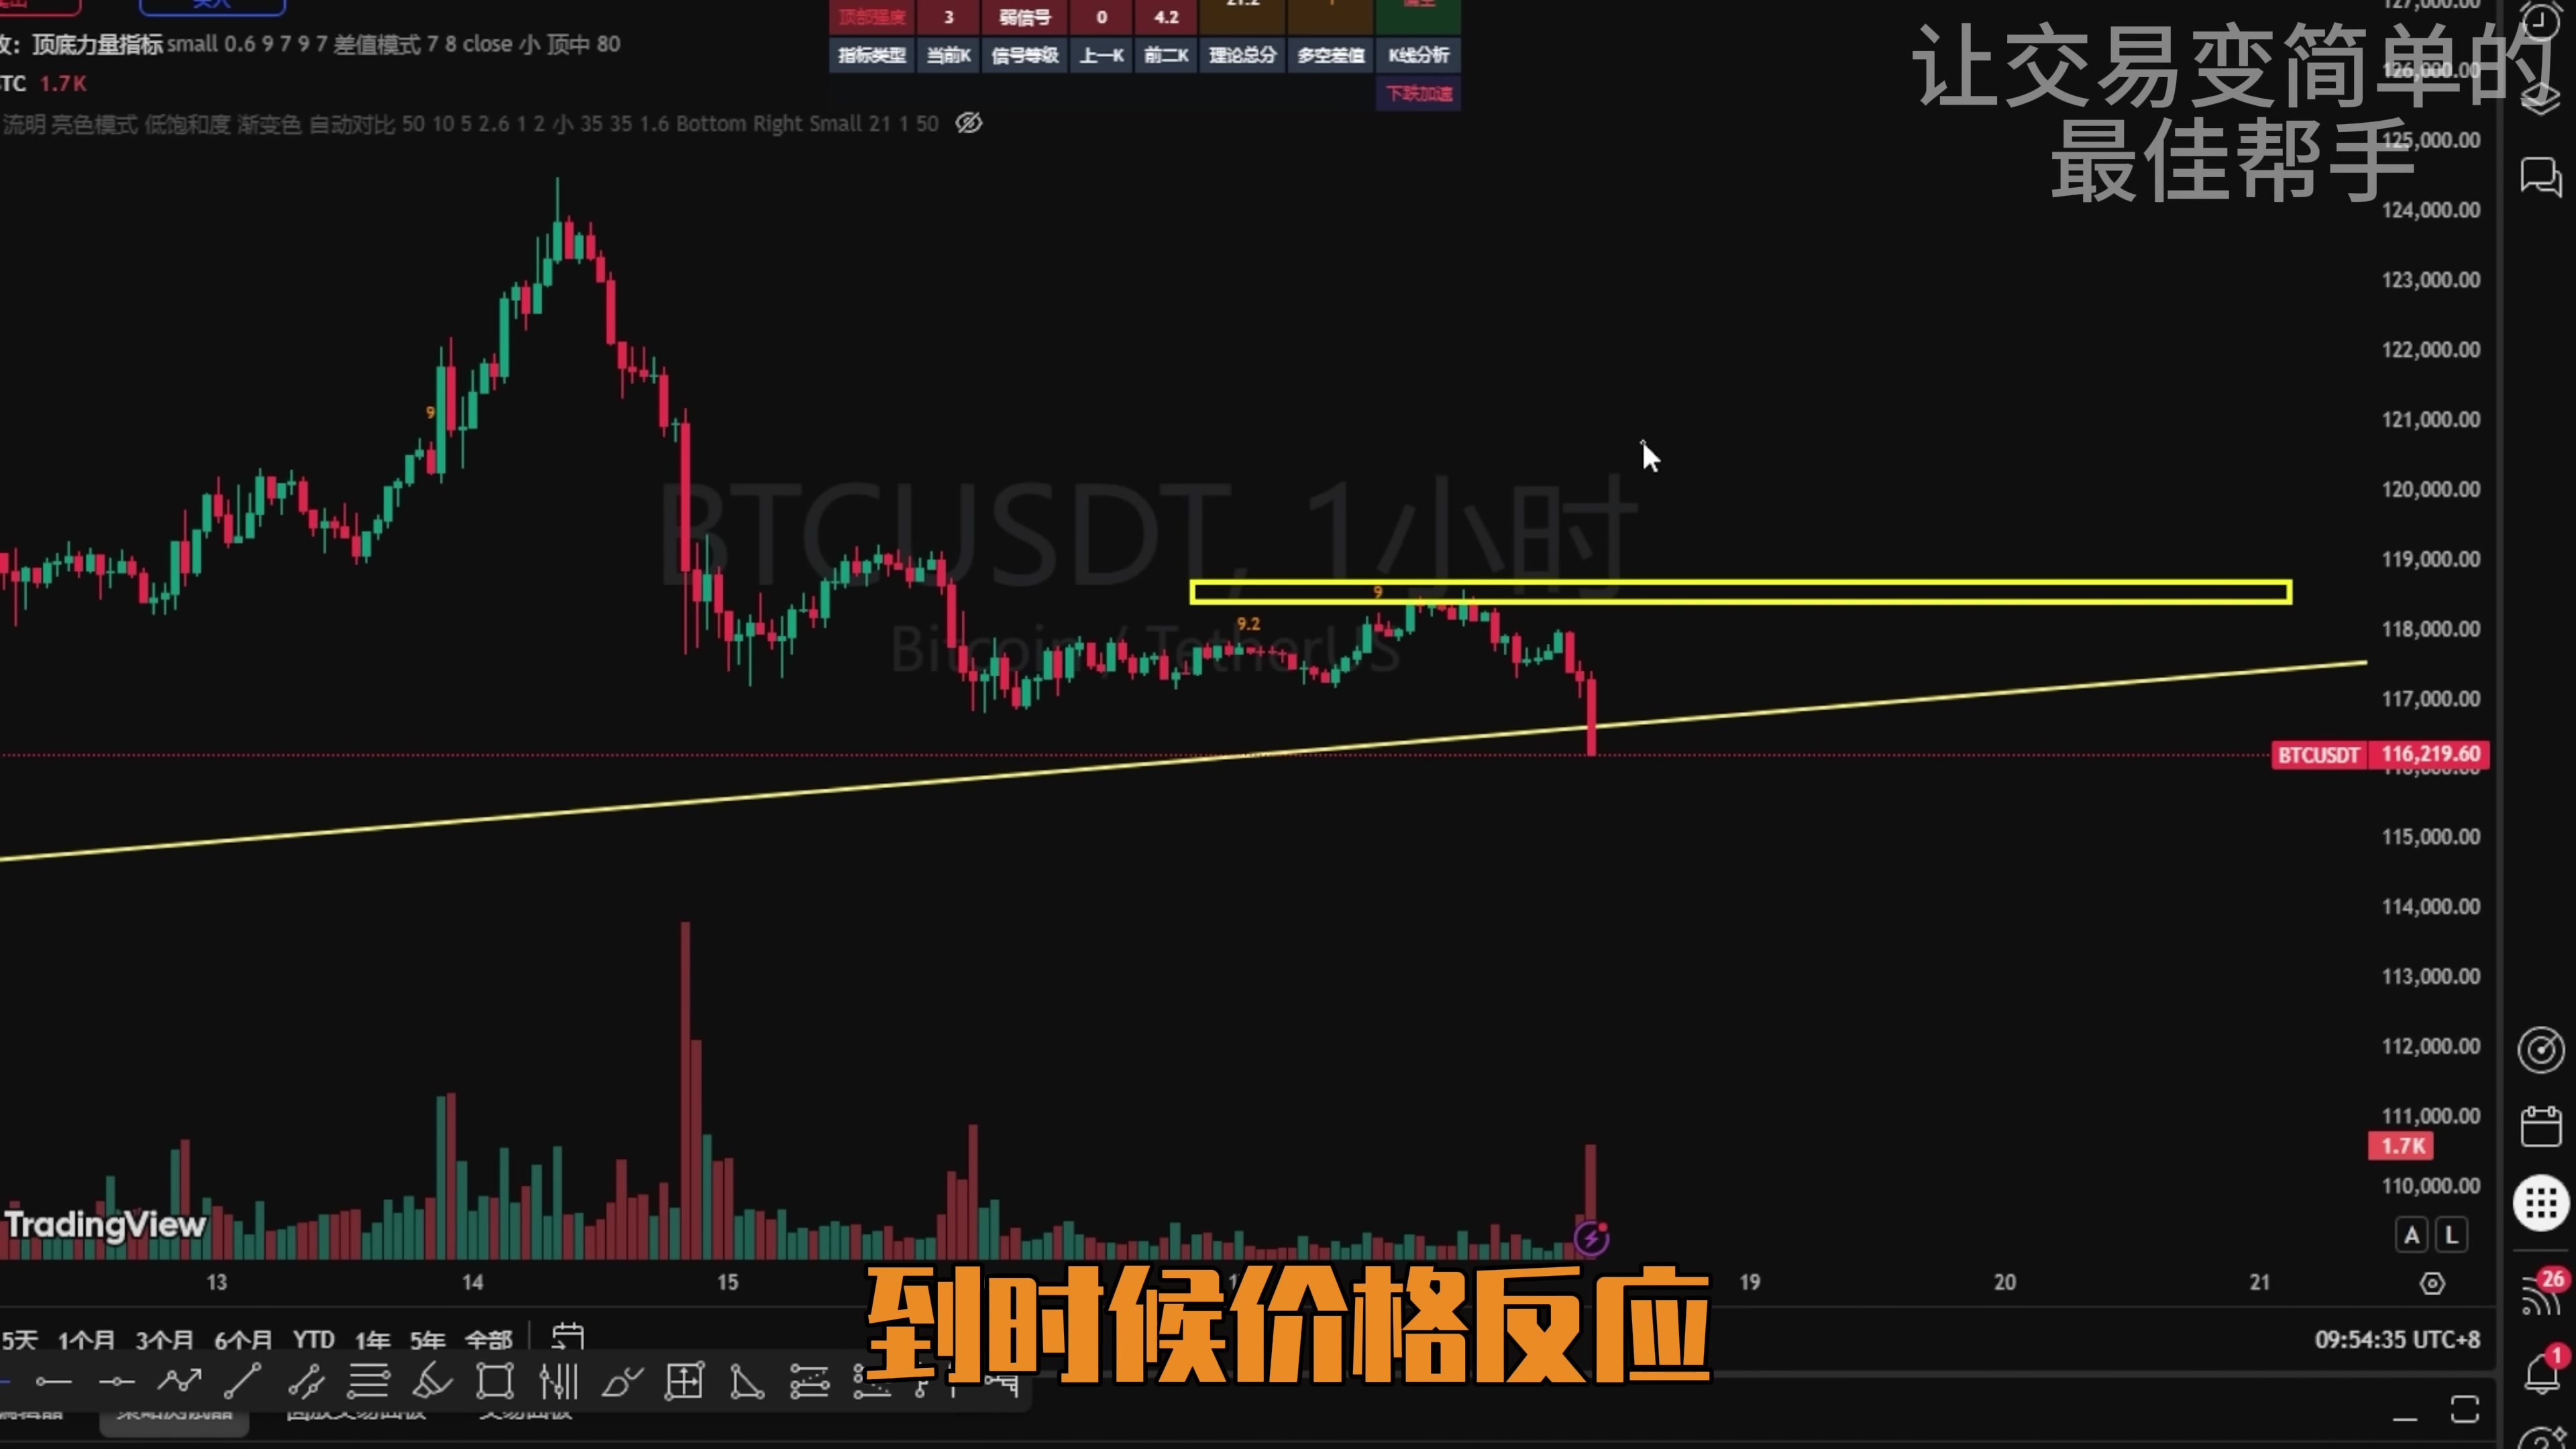 顶部强度 3 弱信号 0 4.2
127,000.00
让交易变简单的
最佳帮手
顶底力量指标 small 0.6 9 7 9 7 差值模式 7 8 close 小 顶中 80
指标类型 当前K 信号等级 上一K 前二K 理论总分 多空差值 K线分析
126,000.00
TC 1.7K
下跌加速
流明 亮色模式 低饱和度 渐变色 自动对比 50 10 5 2.6 1 2 小 35 35 1.6 Bottom Right Small 21 1 50
125,000.00
124,000.00
123,000.00
122,000.00
9
121,000.00
BTCUSDT, 1小时
120,000.00
119,000.00
9
9.2
118,000.00
Bitcoin / TetherUS
117,000.00
BTCUSDT 116,219.60
115,000.00
114,000.00
113,000.00
112,000.00
111,000.00
1.7K
110,000.00
TradingView
A L
13 14 15 19 20 21
26
到时候价格反应
5天 1个月 3个月 6个月 YTD 1年 5年 全部
09:54:35 UTC+8
1